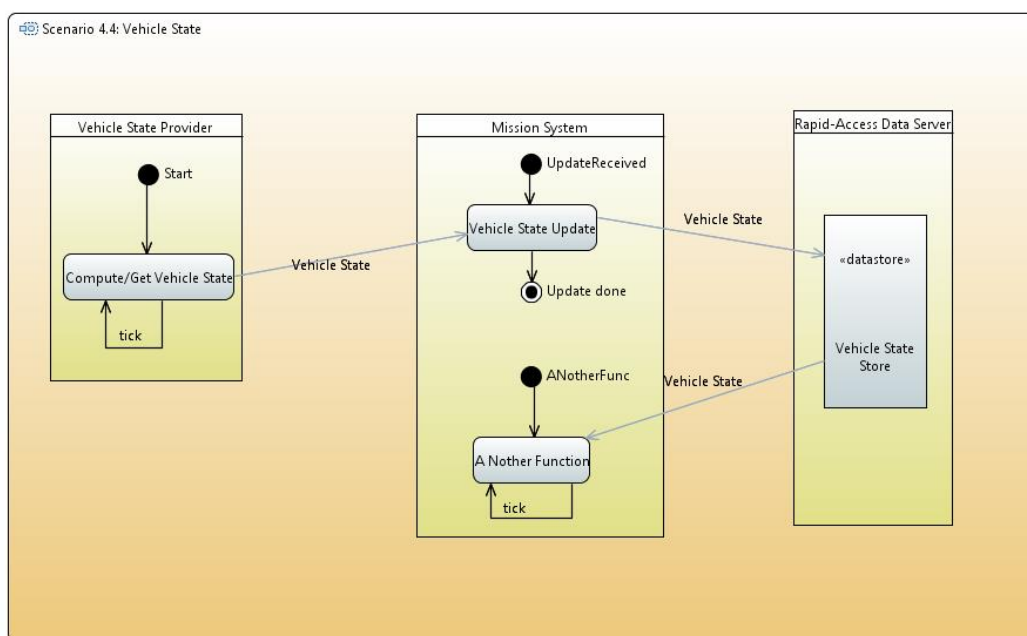 Scenario 4.4: Vehicle State
Vehicle State Provider
Start
Compute/Get Vehicle State
tick
Vehicle State
Mission System
UpdateReceived
Vehicle State Update
Update done
ANotherFunc
A Nother Function
tick
Vehicle State
Vehicle State
Rapid-Access Data Server
«datastore»
Vehicle State
Store